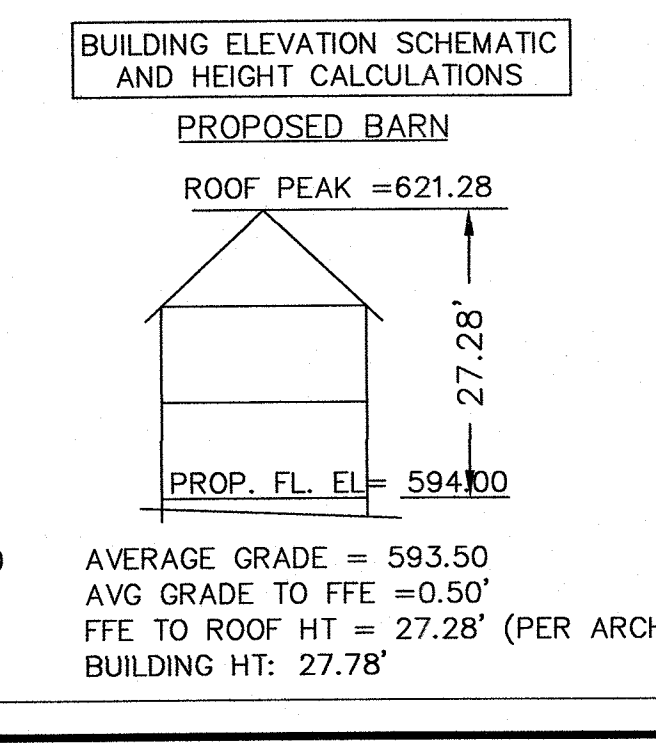 BUILDING ELEVATION SCHEMATIC
AND HEIGHT CALCULATIONS
PROPOSED BARN
ROOF PEAK =621.28
27.28'
PROP. FL. EL= 594.00
AVERAGE GRADE = 593.50
AVG GRADE TO FFE =0.50'
FFE TO ROOF HT = 27.28' (PER ARCH
BUILDING HT: 27.78'